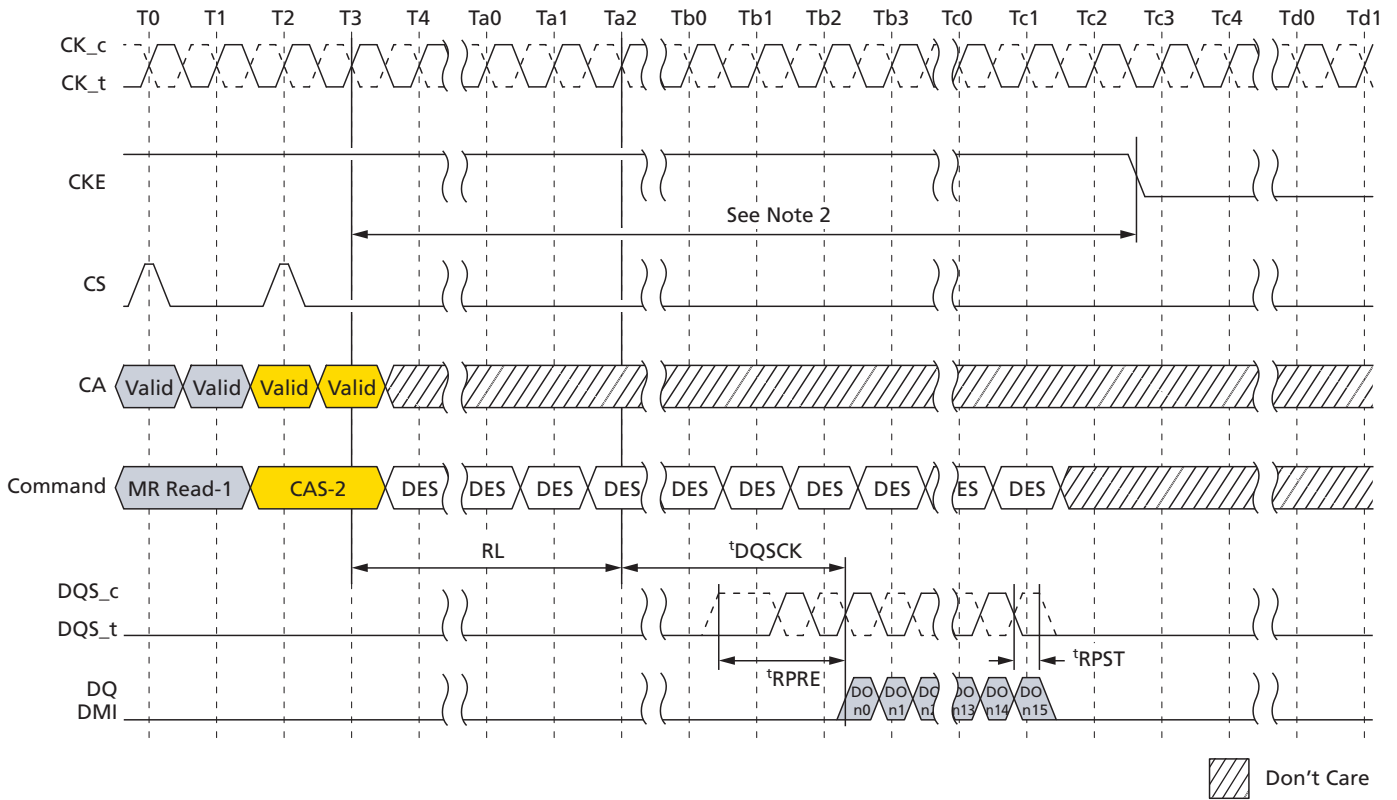 T0 T1 T2 T3 T4 Ta0 Ta1 Ta2 Tb0 Tb1 Tb2 Tb3 Tc0 Tc1 Tc2 Tc3 Tc4 Td0 Td1
CK_c
CK_t
CKE
See Note 2
CS
CA Valid Valid Valid Valid
Command MR Read-1 CAS-2 DES DES DES DES DES DES DES DES ES DES
RL tDQSCK
DQS_c
DQS_t
tRPRE tRPST
DQ
DMI
DO n0 DO n1 DO n2 DO n13 DO n14 DO n15
Don't Care